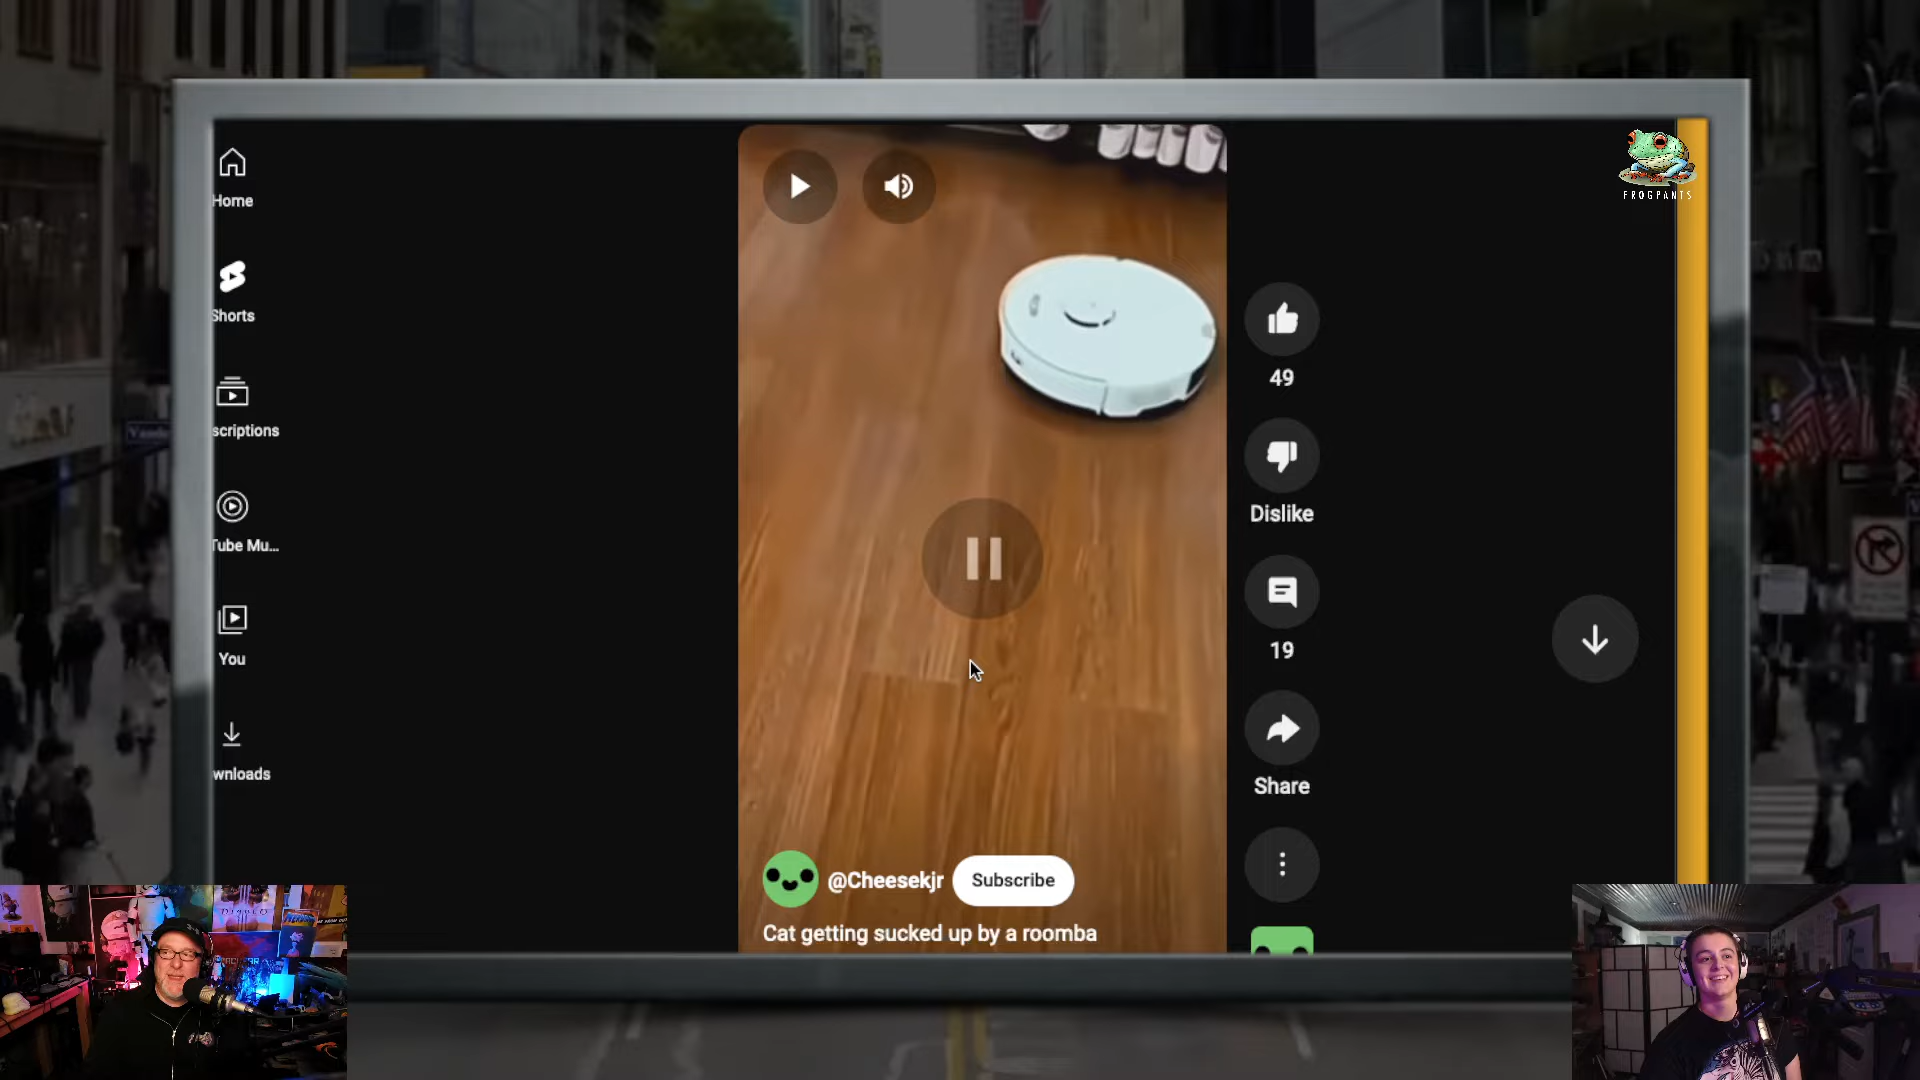 Home
FROGPANTS
Shorts
49
scriptions
Dislike
Tube Mu...
19
You
wnloads
Share
@Cheesekjr
Subscribe
Cat getting sucked up by a roomba
DIABLO